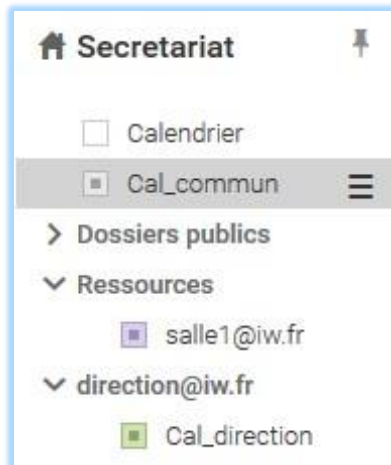 Secretariat
Calendrier
Cal_commun
Dossiers publics
Ressources
salle1@iw.fr
direction@iw.fr
Cal_direction